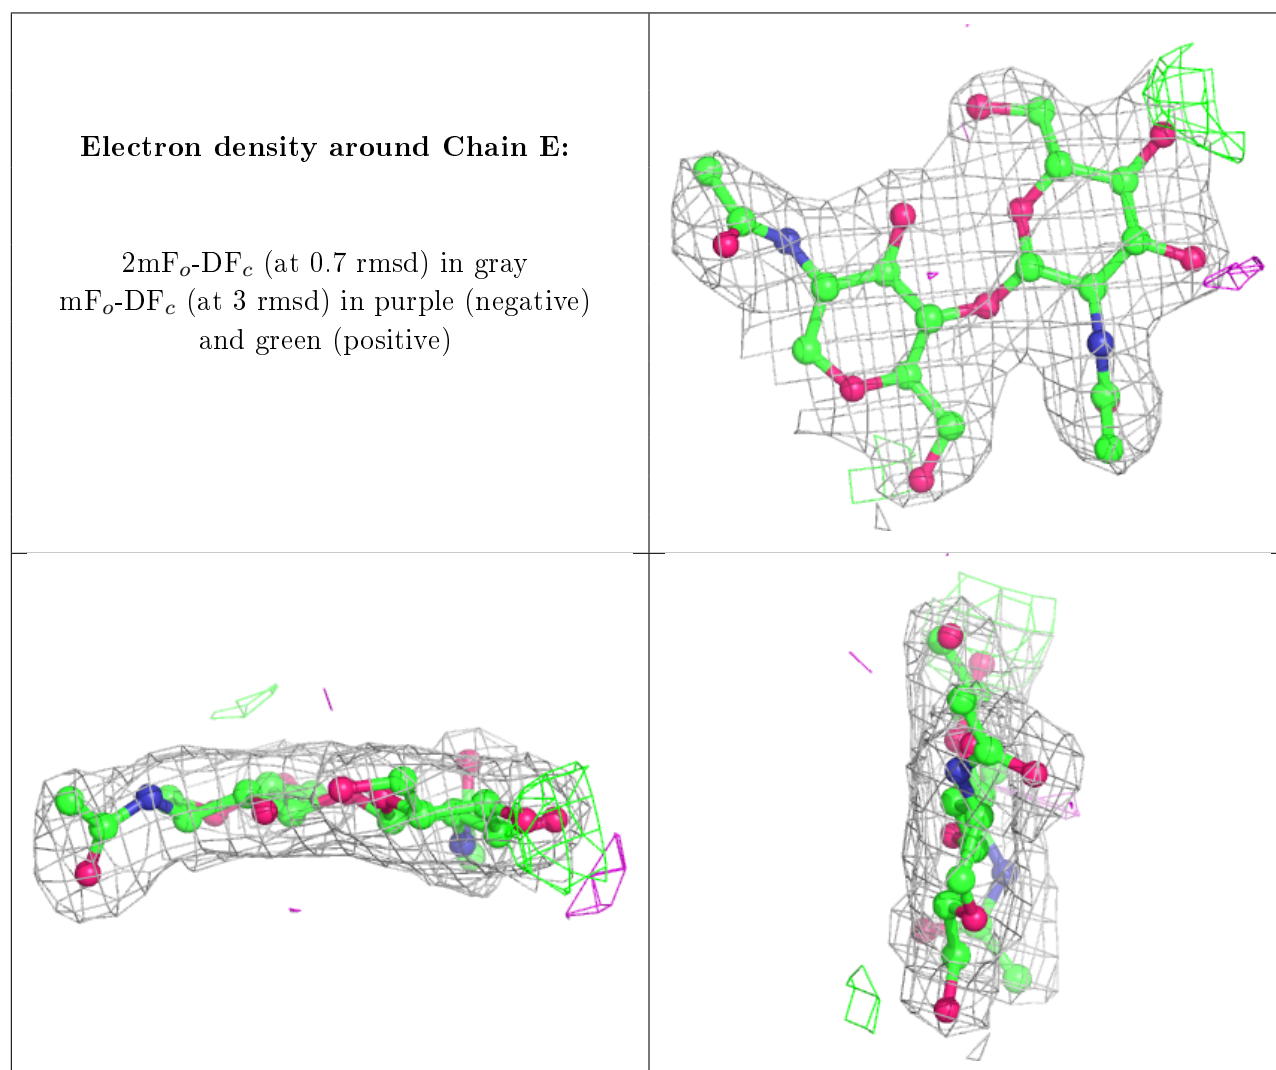 Electron density around Chain E:
2mFₒ-DF𝒸 (at 0.7 rmsd) in gray
mFₒ-DF𝒸 (at 3 rmsd) in purple (negative)
and green (positive)